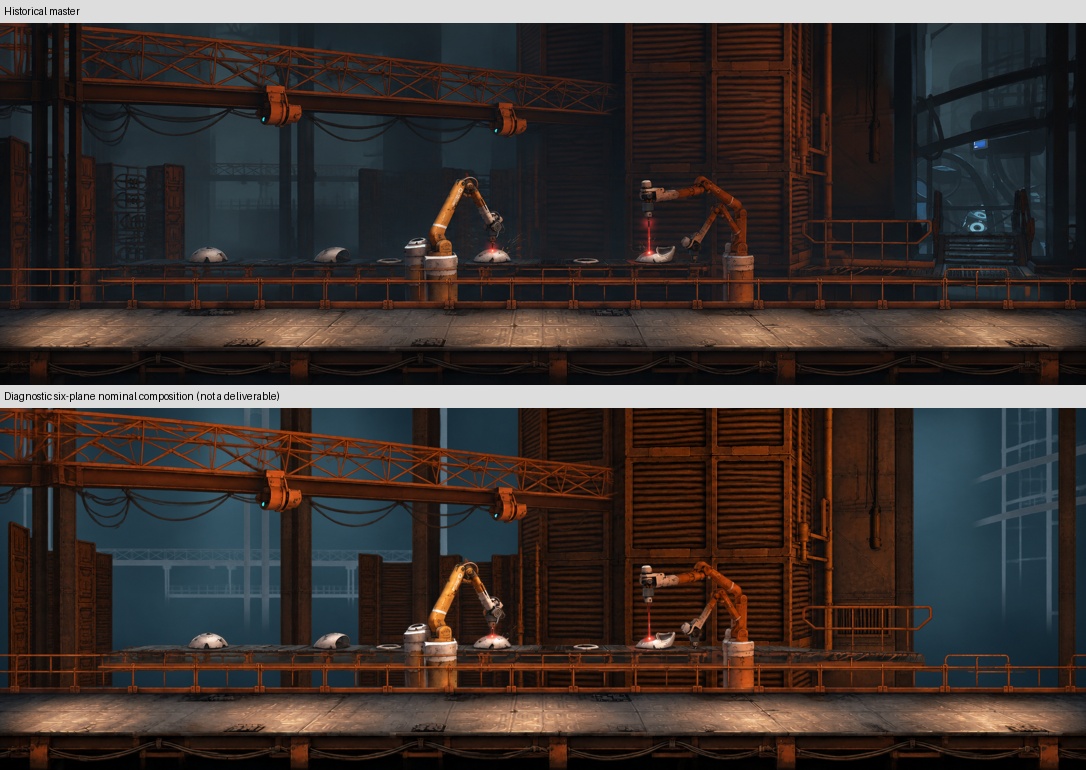 Historical master
Diagnostic six-plane nominal composition (not a deliverable)